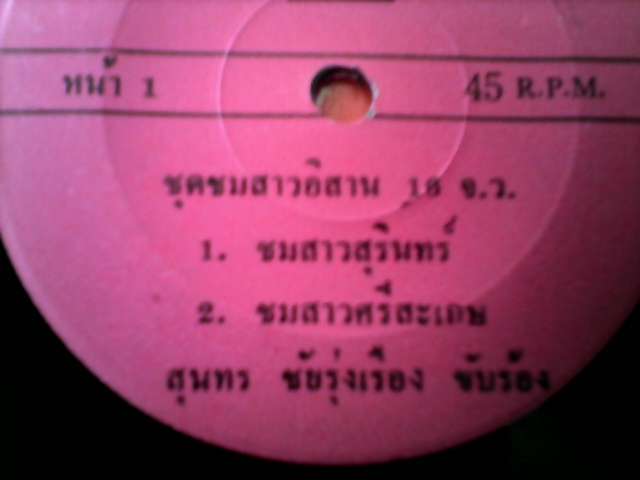 หน้า 1 45 R.P.M.
ชุดชมสาวอีสาน 16 จ.ว.
1. ชมสาวสุรินทร์
2. ชมสาวศรีสะเกษ
สุนทร ชัยรุ่งเรือง ขับร้อง